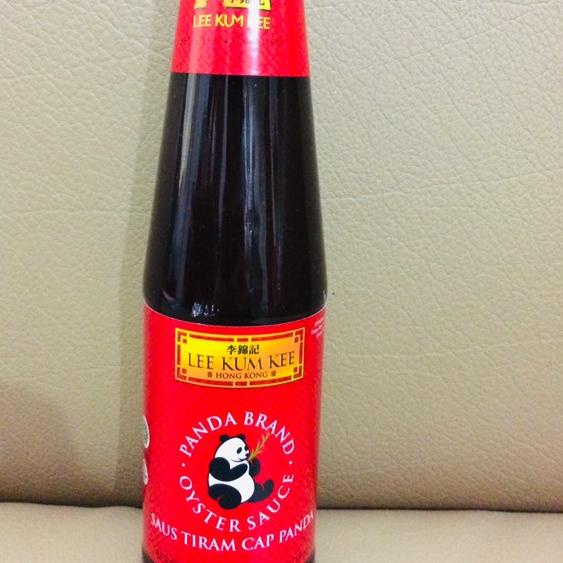 LEE KUM KEE
李錦記
LEE KUM KEE
香 HONG KONG 港
PANDA BRAND
OYSTER SAUCE
SAUS TIRAM CAP PANDA